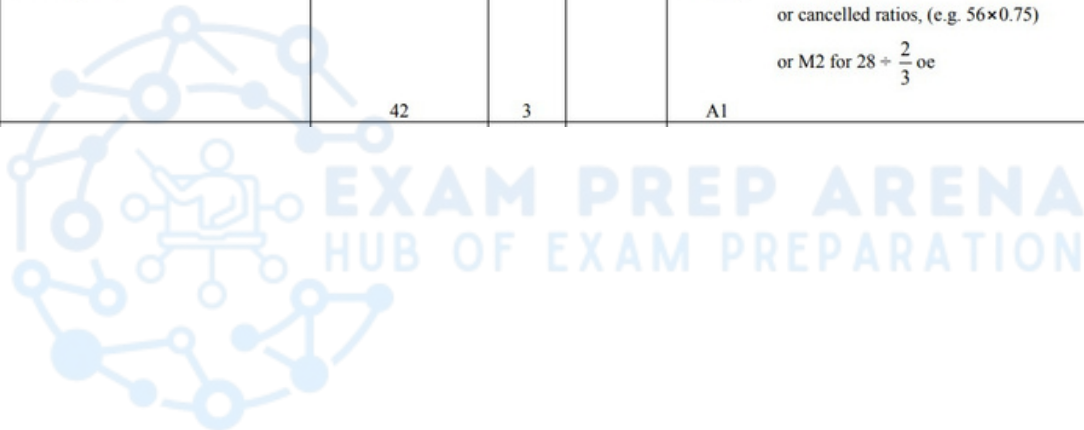 or cancelled ratios, (e.g. 56×0.75)
or M2 for 28 ÷ 2/3 oe
42 3 A1
EXAM PREP ARENA
HUB OF EXAM PREPARATION